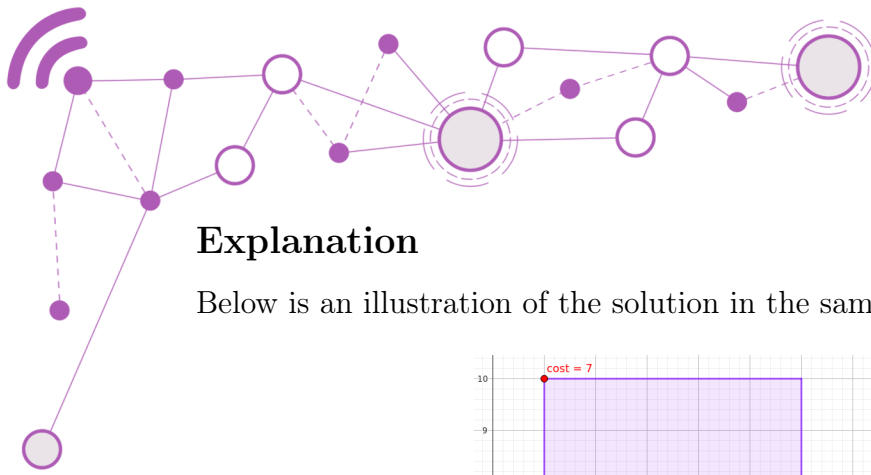 Explanation
Below is an illustration of the solution in the sam
cost = 7
10
9